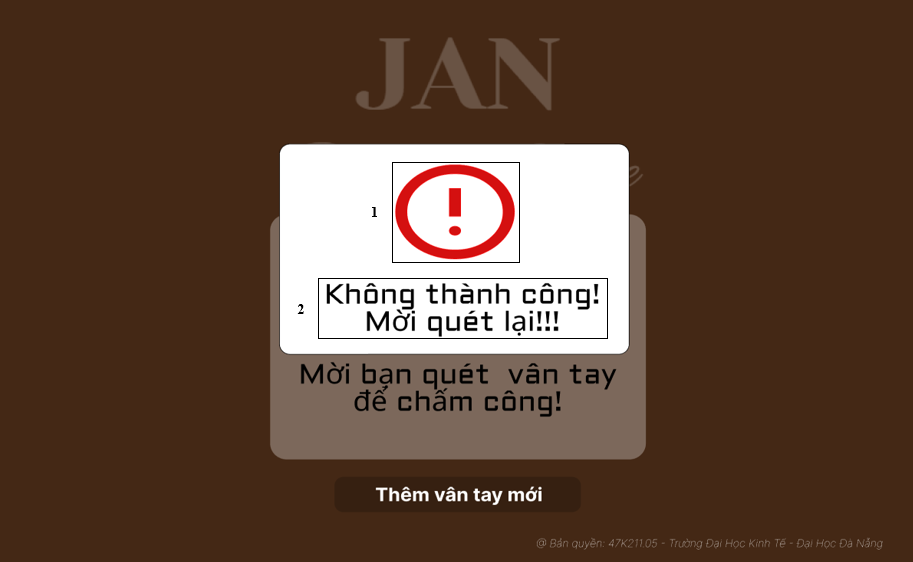 JAN
1
!
2
Không thành công!
Mời quét lại!!!
Mời bạn quét vân tay
để chấm công!
Thêm vân tay mới
@ Bản quyền: 47K211.05 - Trường Đại Học Kinh Tế - Đại Học Đà Nẵng